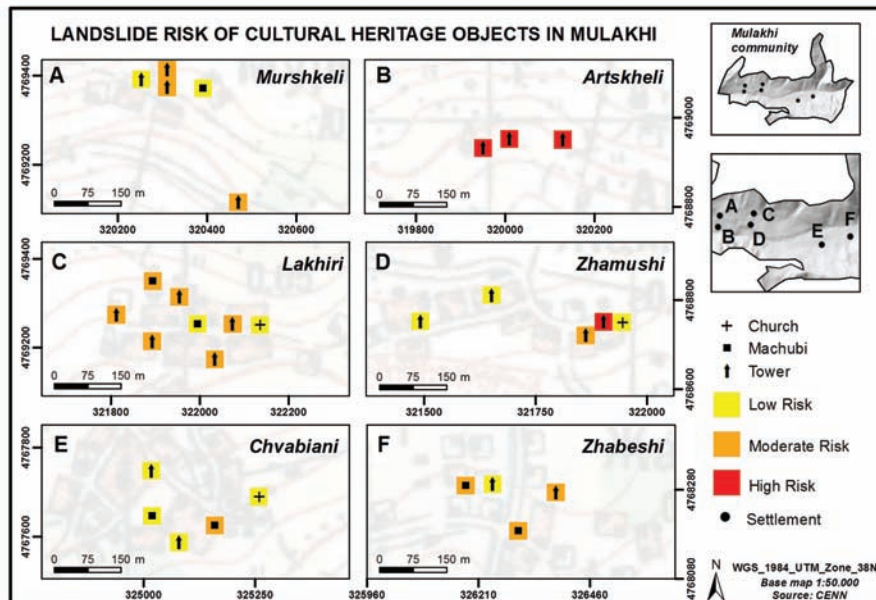 LANDSLIDE RISK OF CULTURAL HERITAGE OBJECTS IN MULAKHI
A
Murshkeli
4769400
4769200
0 75 150 m
320200 320400 320600
B
Artskheli
4769000
4768800
0 75 150 m
319800 320000 320200
C
Lakhiri
4769400
4769200
0 75 150 m
321800 322000 322200
D
Zhamushi
4768800
4768600
0 75 150 m
321500 321750 322000
E
Chvabiani
4767800
4767600
0 75 150 m
325000 325250
F
Zhabeshi
4768280
4768080
0 75 150 m
325960 326210 326460
Mulakhi
community
A
C
B
D
E
F
Church
Machubi
Tower
Low Risk
Moderate Risk
High Risk
Settlement
N
WGS_1984_UTM_Zone_38N
Base map 1:50.000
Source: CENN